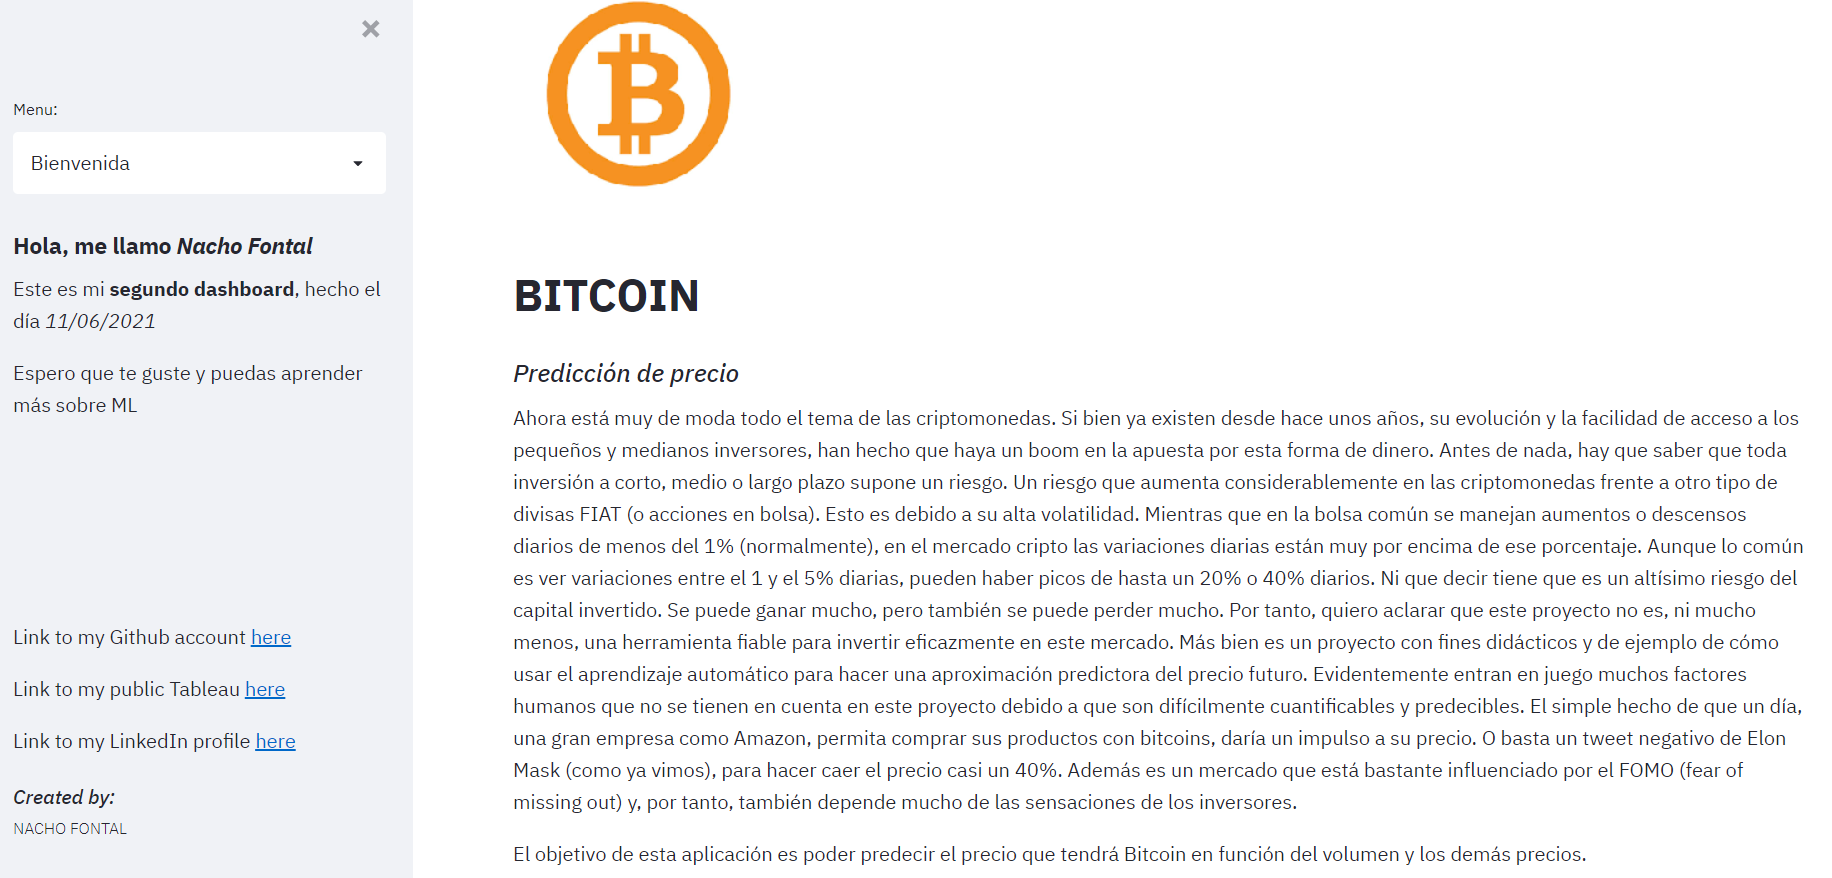 Menu:
Bienvenida
Hola, me llamo Nacho Fontal
Este es mi segundo dashboard, hecho el
día 11/06/2021
Espero que te guste y puedas aprender
más sobre ML
Link to my Github account here
Link to my public Tableau here
Link to my LinkedIn profile here
Created by:
NACHO FONTAL
BITCOIN
Predicción de precio
Ahora está muy de moda todo el tema de las criptomonedas. Si bien ya existen desde hace unos años, su evolución y la facilidad de acceso a los
pequeños y medianos inversores, han hecho que haya un boom en la apuesta por esta forma de dinero. Antes de nada, hay que saber que toda
inversión a corto, medio o largo plazo supone un riesgo. Un riesgo que aumenta considerablemente en las criptomonedas frente a otro tipo de
divisas FIAT (o acciones en bolsa). Esto es debido a su alta volatilidad. Mientras que en la bolsa común se manejan aumentos o descensos
diarios de menos del 1% (normalmente), en el mercado cripto las variaciones diarias están muy por encima de ese porcentaje. Aunque lo común
es ver variaciones entre el 1 y el 5% diarias, pueden haber picos de hasta un 20% o 40% diarios. Ni que decir tiene que es un altísimo riesgo del
capital invertido. Se puede ganar mucho, pero también se puede perder mucho. Por tanto, quiero aclarar que este proyecto no es, ni mucho
menos, una herramienta fiable para invertir eficazmente en este mercado. Más bien es un proyecto con fines didácticos y de ejemplo de cómo
usar el aprendizaje automático para hacer una aproximación predictora del precio futuro. Evidentemente entran en juego muchos factores
humanos que no se tienen en cuenta en este proyecto debido a que son difícilmente cuantificables y predecibles. El simple hecho de que un día,
una gran empresa como Amazon, permita comprar sus productos con bitcoins, daría un impulso a su precio. O basta un tweet negativo de Elon
Mask (como ya vimos), para hacer caer el precio casi un 40%. Además es un mercado que está bastante influenciado por el FOMO (fear of
missing out) y, por tanto, también depende mucho de las sensaciones de los inversores.
El objetivo de esta aplicación es poder predecir el precio que tendrá Bitcoin en función del volumen y los demás precios.